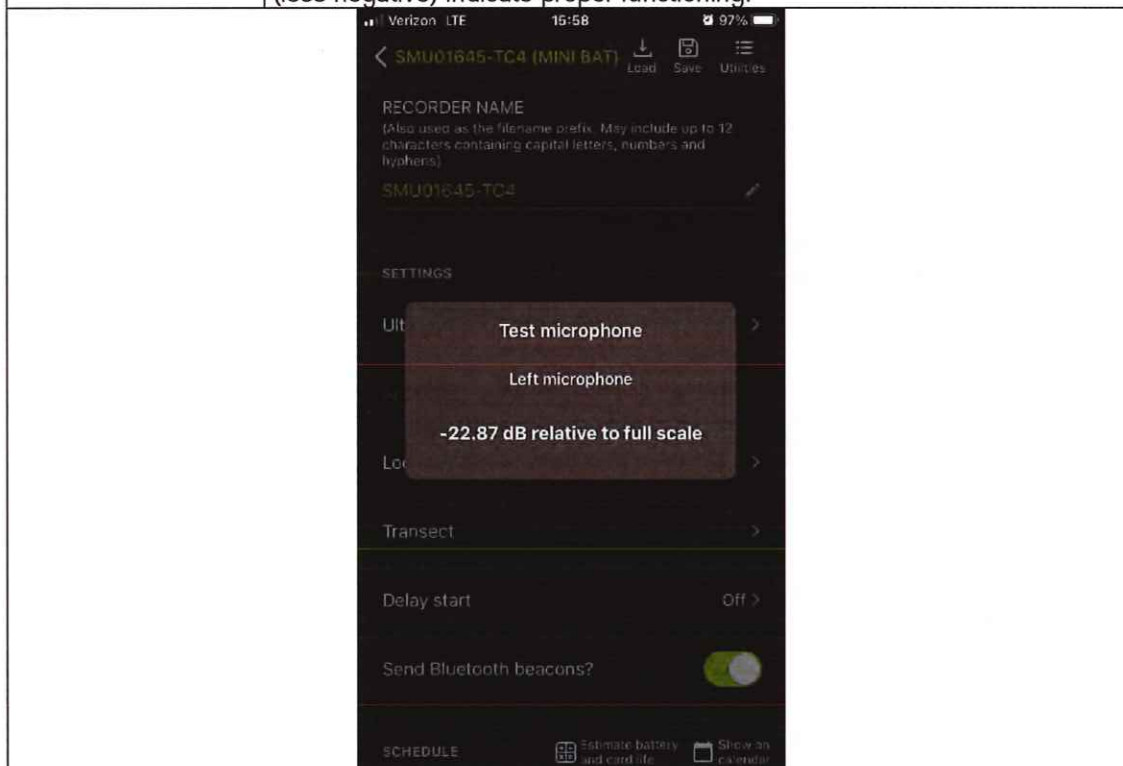 (less negative) indicate proper functioning.
Verizon LTE 15:58 97%
SMU01645-TC4 (MINI BAT)
Load Save Utilities
RECORDER NAME
(Also used as the filename prefix. May include up to 12
characters containing capital letters, numbers and
hyphens)
SMU01645-TC4
SETTINGS
Ult
Test microphone
Left microphone
-22.87 dB relative to full scale
Loc
Transect
Delay start Off
Send Bluetooth beacons?
SCHEDULE
Estimate battery
and card life
Show on
calendar